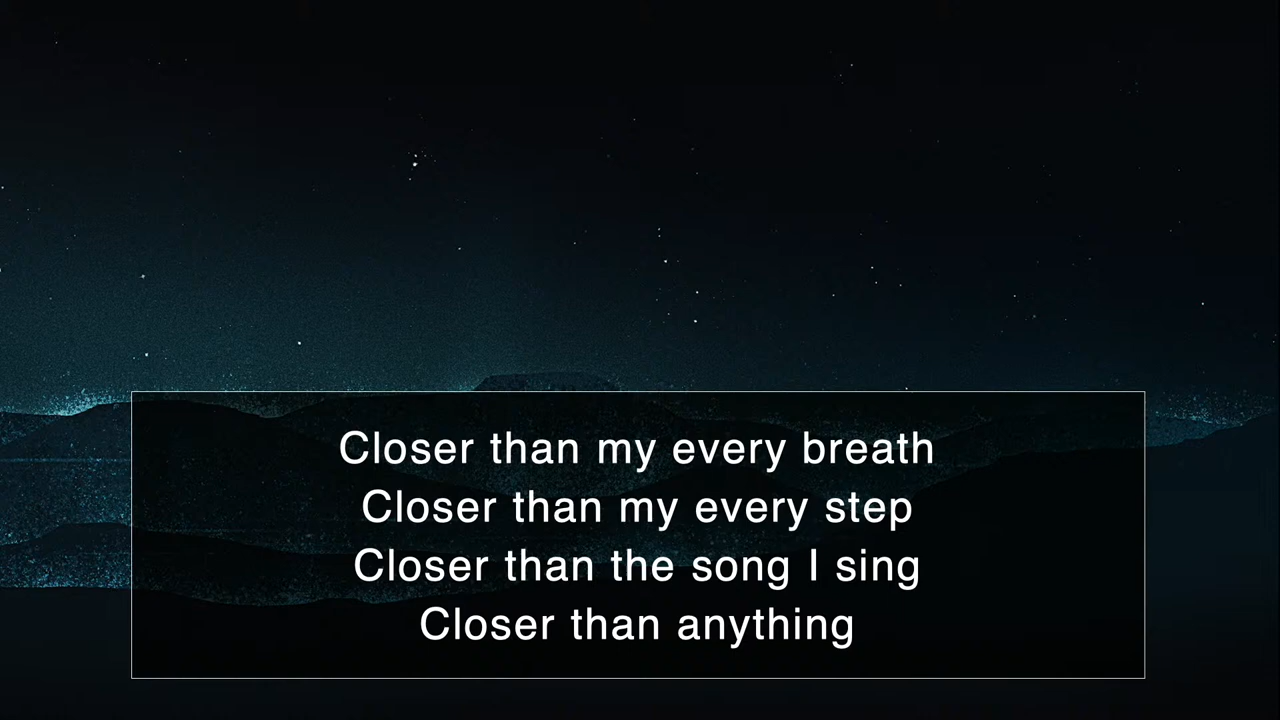 Closer than my every breath
Closer than my every step
Closer than the song I sing
Closer than anything